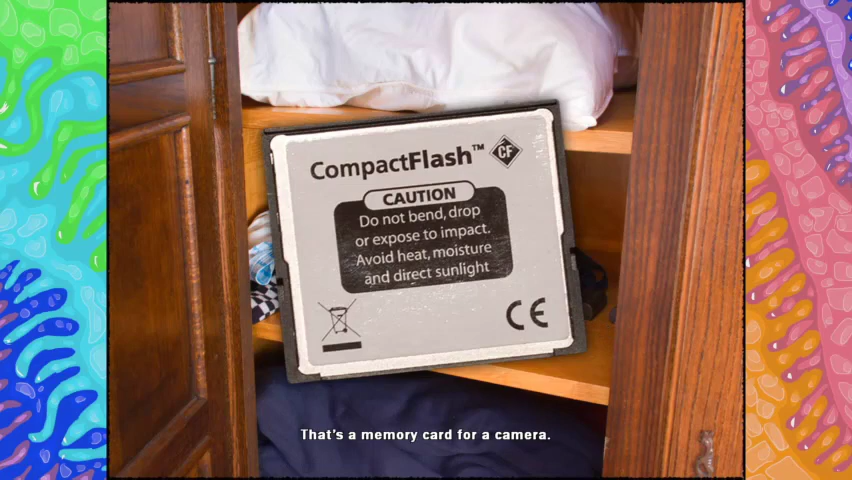 CompactFlash™ CF
CAUTION
Do not bend, drop
or expose to impact.
Avoid heat, moisture
and direct sunlight
CE
That's a memory card for a camera.